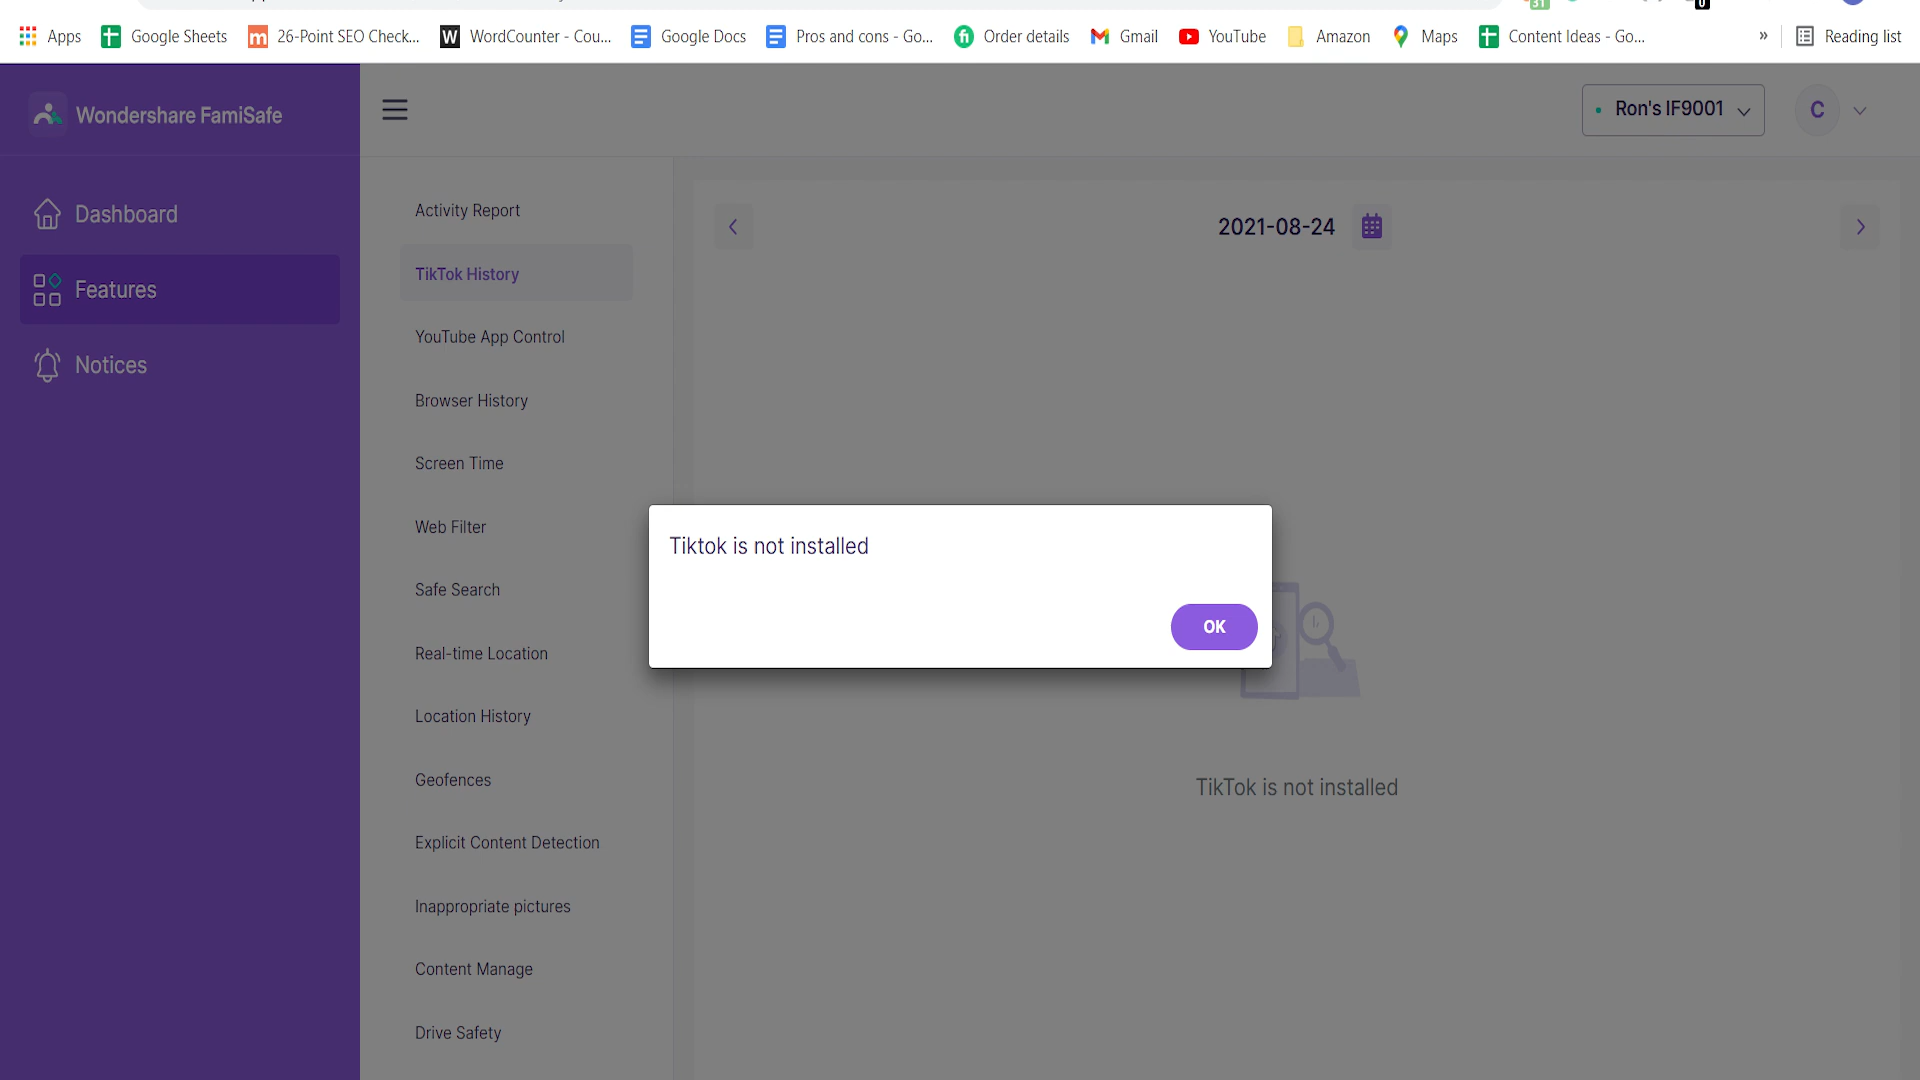 31
0
Apps
Google Sheets
26-Point SEO Check...
WordCounter - Cou...
Google Docs
Pros and cons - Go...
Order details
Gmail
YouTube
Amazon
Maps
Content Ideas - Go...
»
Reading list
Wondershare FamiSafe
Ron's IF9001
C
Dashboard
Features
Notices
Activity Report
TikTok History
YouTube App Control
Browser History
Screen Time
Web Filter
Safe Search
Real-time Location
Location History
Geofences
Explicit Content Detection
Inappropriate pictures
Content Manage
Drive Safety
2021-08-24
Tiktok is not installed
OK
TikTok is not installed